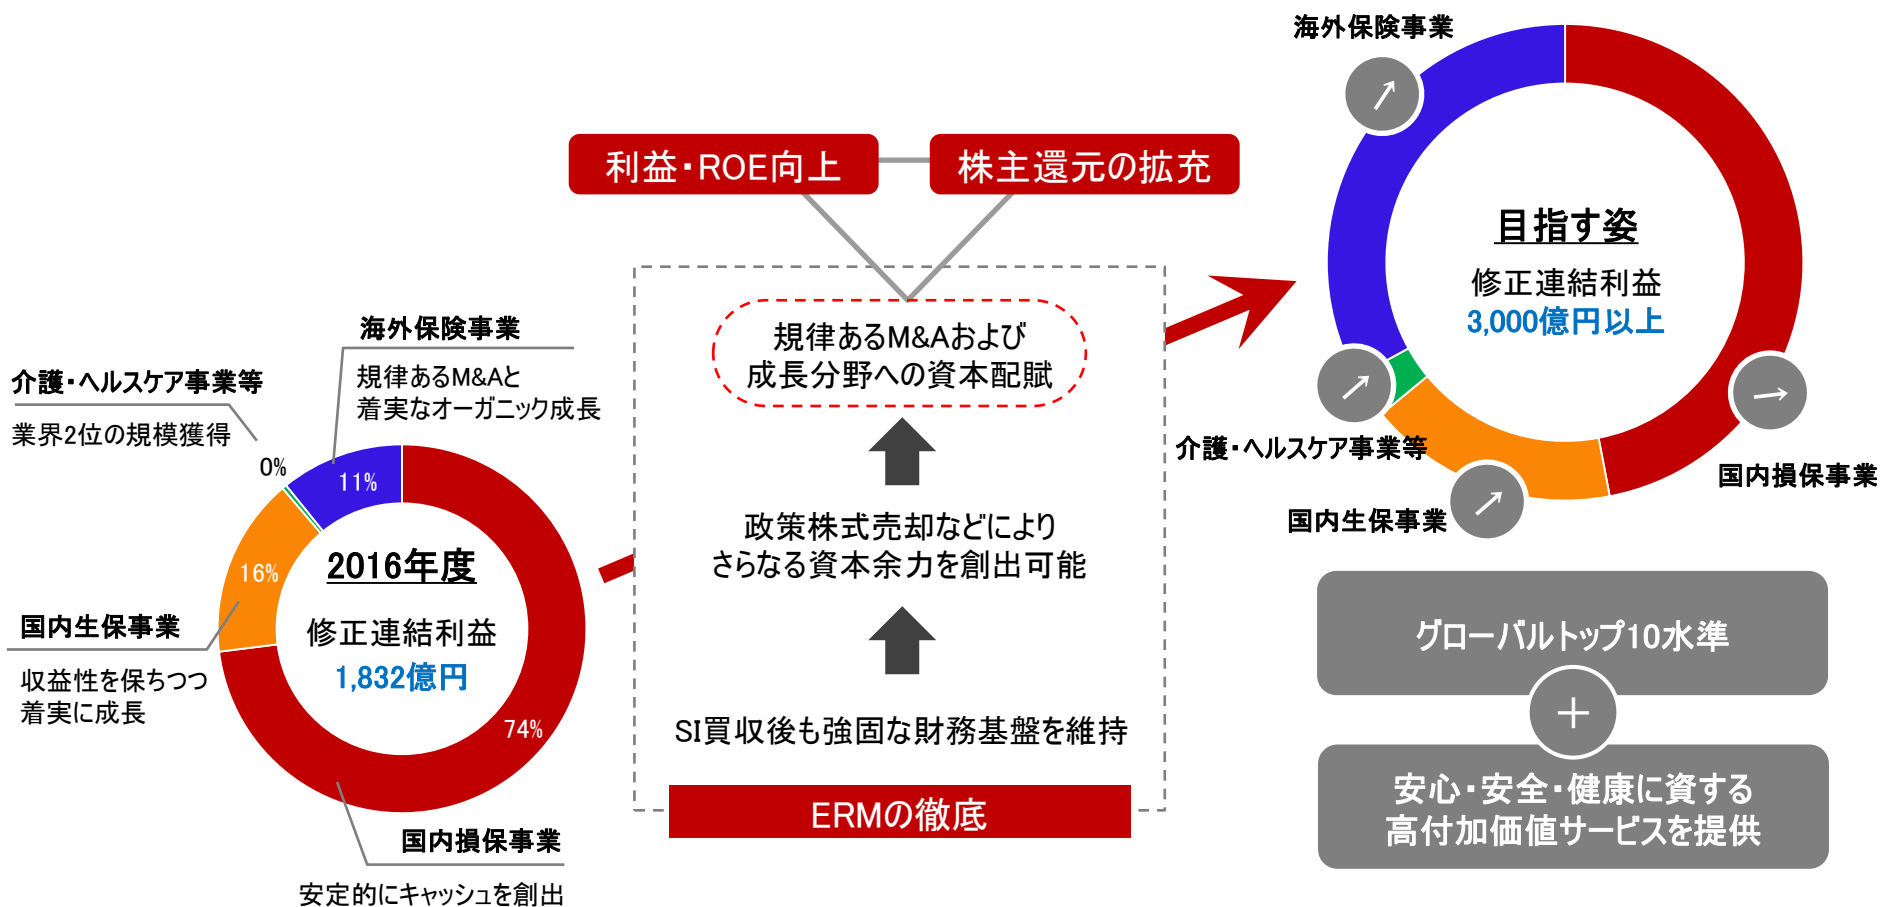 海外保険事業
規律あるM&Aと
着実なオーガニック成長
介護・ヘルスケア事業等
業界2位の規模獲得
0%
11%
16%
74%
2016年度
修正連結利益
1,832億円
国内生保事業
収益性を保ちつつ
着実に成長
国内損保事業
安定的にキャッシュを創出
利益・ROE向上
株主還元の拡充
規律あるM&Aおよび
成長分野への資本配賦
政策株式売却などにより
さらなる資本余力を創出可能
SI買収後も強固な財務基盤を維持
ERMの徹底
海外保険事業
目指す姿
修正連結利益
3,000億円以上
介護・ヘルスケア事業等
国内生保事業
国内損保事業
グローバルトップ10水準
＋
安心・安全・健康に資する
高付加価値サービスを提供